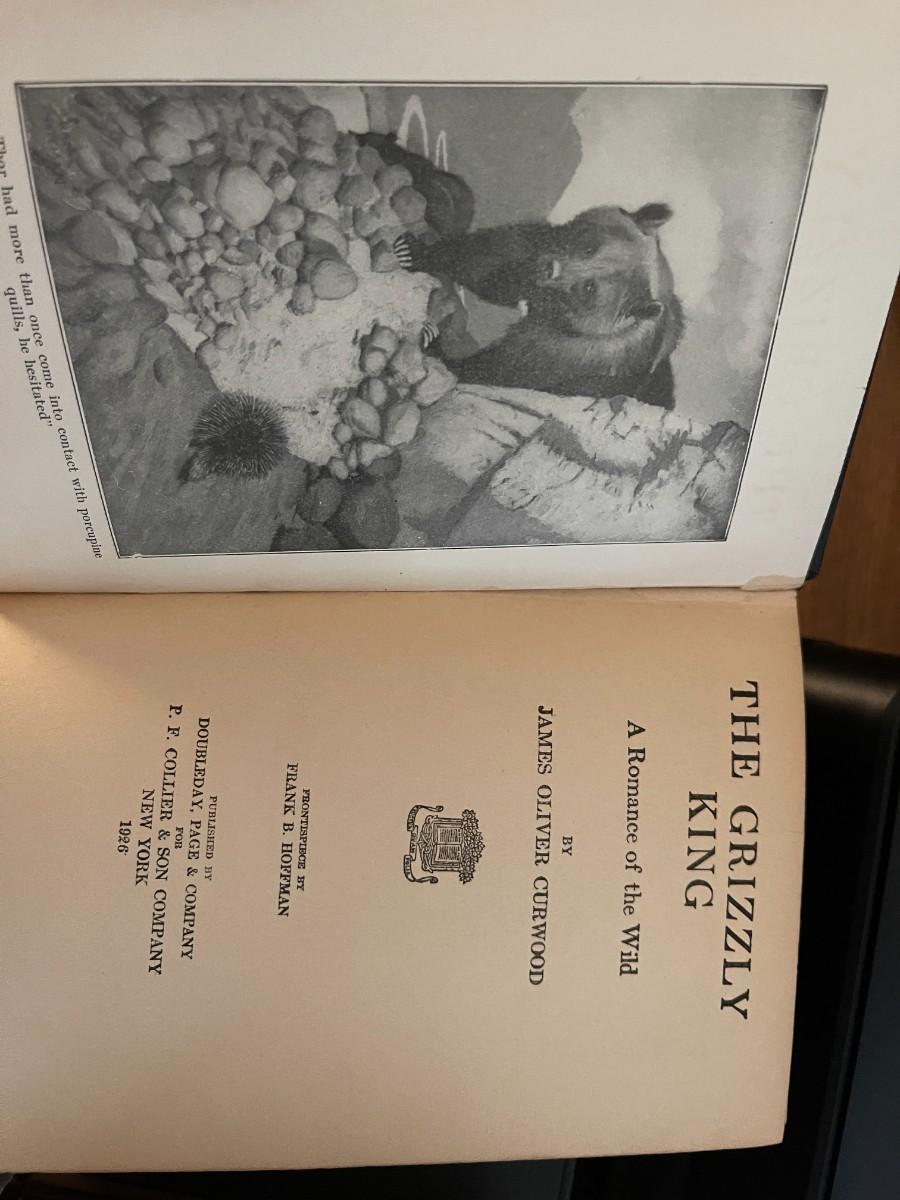 "Thor had more than once come into contact with porcupine
quills, he hesitated"
THE GRIZZLY
KING
A Romance of the Wild
BY
JAMES OLIVER CURWOOD
FRONTISPIECE BY
FRANK B. HOFFMAN
PUBLISHED BY
DOUBLEDAY, PAGE & COMPANY
FOR
P. F. COLLIER & SON COMPANY
NEW YORK
1926